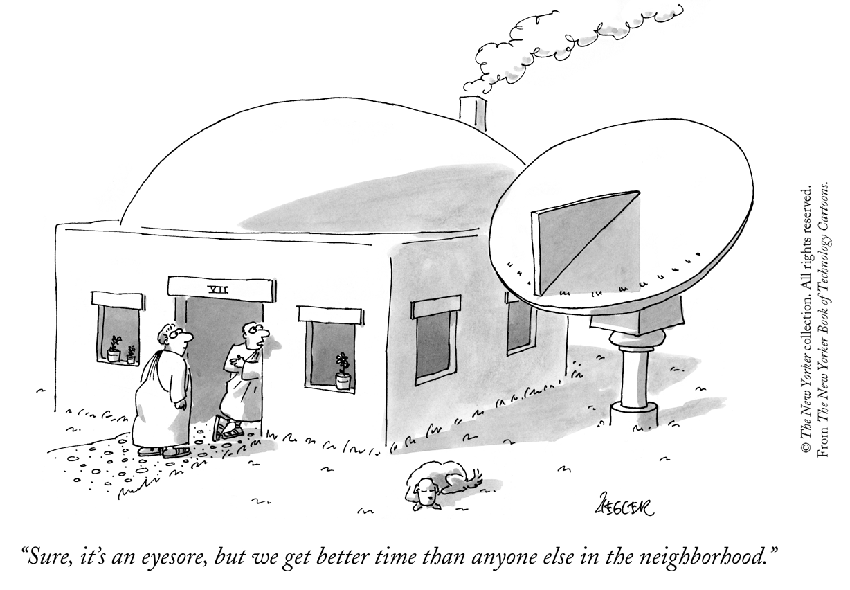 VII
ZIEGLER
"Sure, it's an eyesore, but we get better time than anyone else in the neighborhood."
© The New Yorker collection. All rights reserved.
From The New Yorker Book of Technology Cartoons.